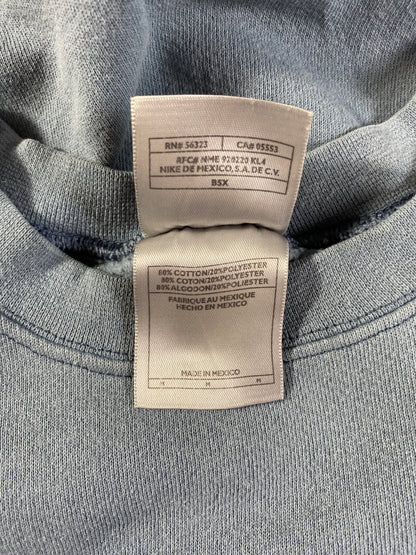 RN# 56323 CA# 05553
RFC# NME 920220 KL4
NIKE DE MEXICO, S.A. DE C.V.
BSX
80% COTTON/20% POLYESTER
80% COTON/20% POLYESTER
80% ALGODON/20% POLIESTER
FABRIQUE AU MEXIQUE
HECHO EN MEXICO
MADE IN MEXICO
M M M